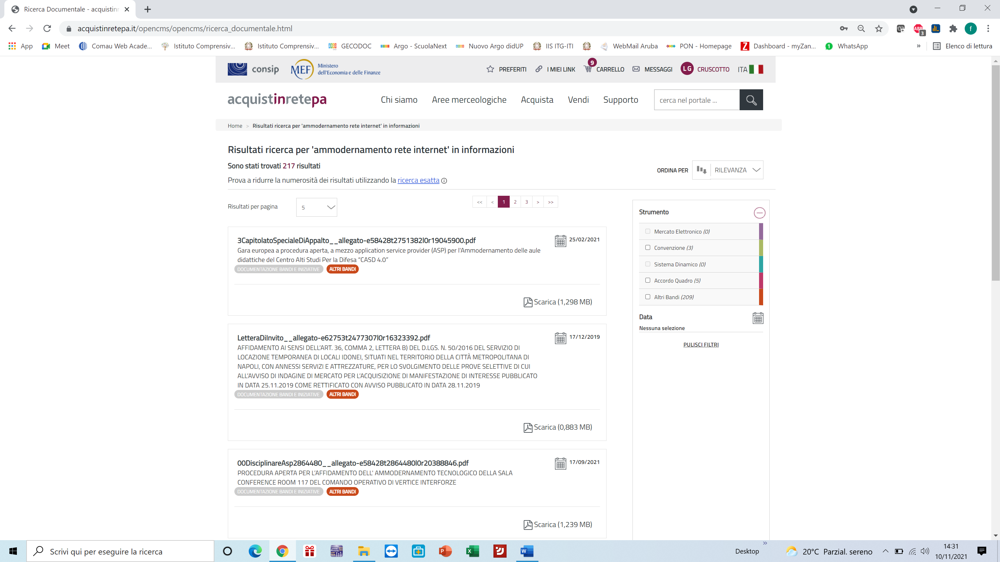 Ricerca Documentale - acquistinr
acquistinretepa.it/opencms/opencms/ricerca_documentale.html
ABP 3
f
App
Meet
Comau Web Acade...
Istituto Comprensiv...
Istituto Comprensiv...
GECODOC
Argo - ScuolaNext
Nuovo Argo didUP
IIS ITG-ITI
WebMail Aruba
PON - Homepage
Dashboard - myZan...
WhatsApp
»
Elenco di lettura
consip
MEF Ministero
dell'Economia e delle Finanze
PREFERITI
I MIEI LINK
9
CARRELLO
MESSAGGI
LG CRUSCOTTO
ITA
acquistinretepa
Chi siamo
Aree merceologiche
Acquista
Vendi
Supporto
cerca nel portale ...
Home > Risultati ricerca per 'ammodernamento rete internet' in informazioni
Risultati ricerca per 'ammodernamento rete internet' in informazioni
Sono stati trovati 217 risultati
ORDINA PER RILEVANZA
Prova a ridurre la numerosità dei risultati utilizzando la ricerca esatta
Risultati per pagina 5
<< < 1 2 3 > >>
3CapitolatoSpecialeDiAppalto__allegato-e58428t2751382l0r19045900.pdf
25/02/2021
Gara europea a procedura aperta, a mezzo application service provider (ASP) per l'Ammodernamento delle aule
didattiche del Centro Alti Studi Per la Difesa “CASD 4.0”
DOCUMENTAZIONE BANDI E INIZIATIVE ALTRI BANDI
Scarica (1,298 MB)
LetteraDiInvito__allegato-e62753t2477307l0r16323392.pdf
17/12/2019
AFFIDAMENTO AI SENSI DELL’ART. 36, COMMA 2, LETTERA B) DEL D.LGS. N. 50/2016 DEL SERVIZIO DI
LOCAZIONE TEMPORANEA DI LOCALI IDONEI, SITUATI NEL TERRITORIO DELLA CITTÀ METROPOLITANA DI
NAPOLI, CON ANNESSI SERVIZI E ATTREZZATURE, PER LO SVOLGIMENTO DELLE PROVE SELETTIVE DI CUI
ALL’AVVISO DI INDAGINE DI MERCATO PER L’ACQUISIZIONE DI MANIFESTAZIONE DI INTERESSE PUBBLICATO
IN DATA 25.11.2019 COME RETTIFICATO CON AVVISO PUBBLICATO IN DATA 28.11.2019
DOCUMENTAZIONE BANDI E INIZIATIVE ALTRI BANDI
Scarica (0,883 MB)
00DisciplinareAsp2864480__allegato-e58428t2864480l0r20388846.pdf
17/09/2021
PROCEDURA APERTA PER L’AFFIDAMENTO DELL' AMMODERNAMENTO TECNOLOGICO DELLA SALA
CONFERENCE ROOM 117 DEL COMANDO OPERATIVO DI VERTICE INTERFORZE
DOCUMENTAZIONE BANDI E INIZIATIVE ALTRI BANDI
Scarica (1,239 MB)
Strumento
Mercato Elettronico (0)
Convenzione (3)
Sistema Dinamico (0)
Accordo Quadro (5)
Altri Bandi (209)
Data
Nessuna selezione
PULISCI FILTRI
Scrivi qui per eseguire la ricerca
Desktop
»
20°C Parzial. sereno
14:31
10/11/2021